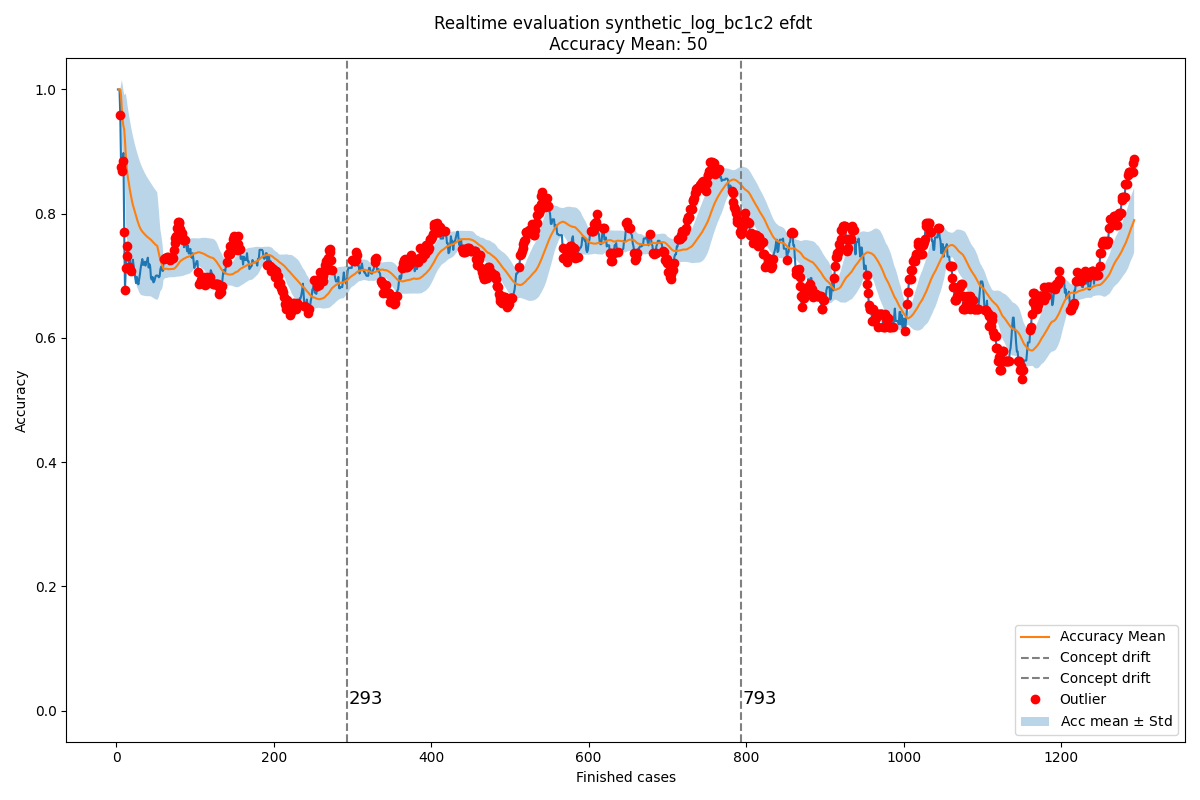 Realtime evaluation synthetic_log_bc1c2 efdt
Accuracy Mean: 50
Accuracy
1.0
0.8
0.6
0.4
0.2
0.0
293
793
Accuracy Mean
Concept drift
Concept drift
Outlier
Acc mean ± Std
0
200
400
600
800
1000
1200
Finished cases